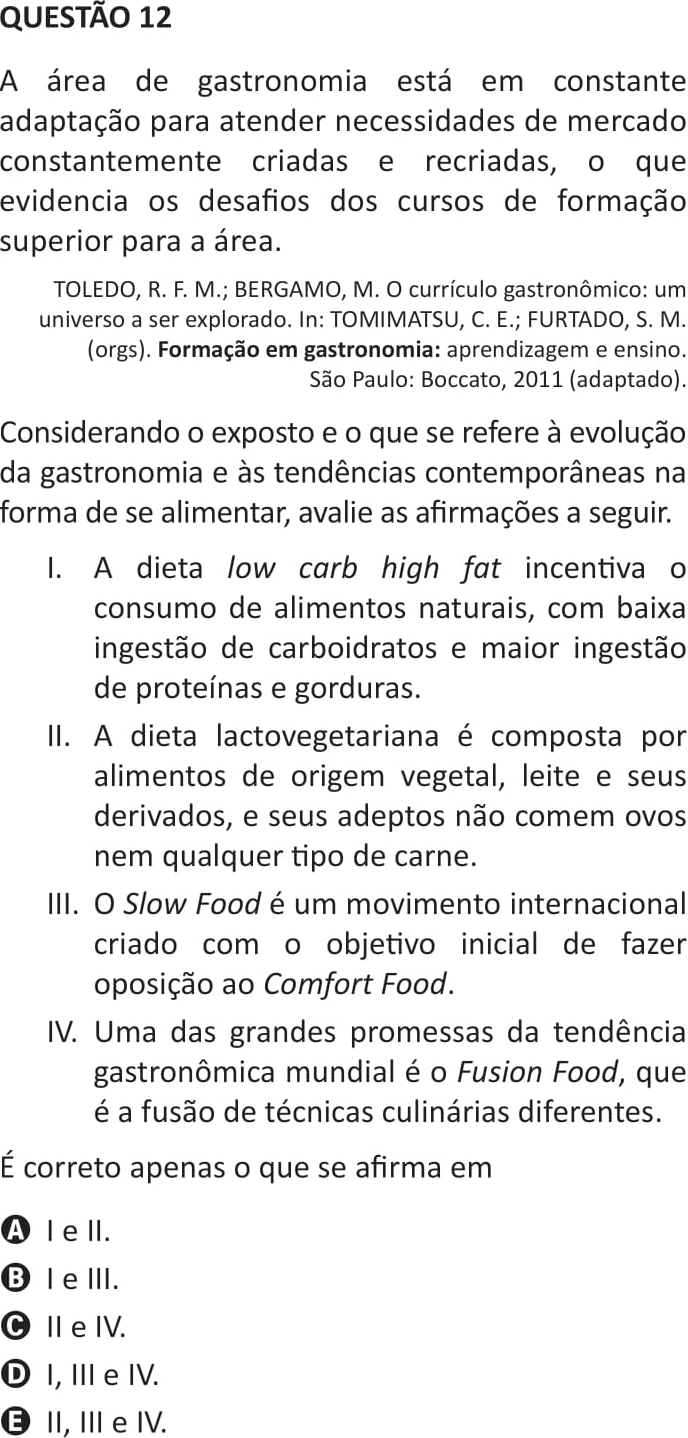 QUESTÃO 12
A área de gastronomia está em constante
adaptação para atender necessidades de mercado
constantemente criadas e recriadas, o que
evidencia os desafios dos cursos de formação
superior para a área.
TOLEDO, R. F. M.; BERGAMO, M. O currículo gastronômico: um
universo a ser explorado. In: TOMIMATSU, C. E.; FURTADO, S. M.
(orgs). Formação em gastronomia: aprendizagem e ensino.
São Paulo: Boccato, 2011 (adaptado).
Considerando o exposto e o que se refere à evolução
da gastronomia e às tendências contemporâneas na
forma de se alimentar, avalie as afirmações a seguir.
I. A dieta low carb high fat incentiva o
consumo de alimentos naturais, com baixa
ingestão de carboidratos e maior ingestão
de proteínas e gorduras.
II. A dieta lactovegetariana é composta por
alimentos de origem vegetal, leite e seus
derivados, e seus adeptos não comem ovos
nem qualquer tipo de carne.
III. O Slow Food é um movimento internacional
criado com o objetivo inicial de fazer
oposição ao Comfort Food.
IV. Uma das grandes promessas da tendência
gastronômica mundial é o Fusion Food, que
é a fusão de técnicas culinárias diferentes.
É correto apenas o que se afirma em
A I e II.
B I e III.
C II e IV.
D I, III e IV.
E II, III e IV.